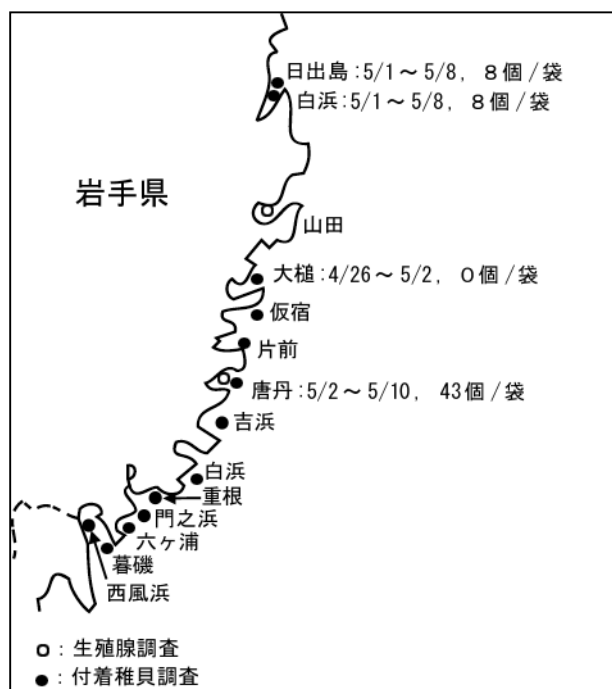 日出島：5/1～5/8，８個/袋
白浜：5/1～5/8，８個/袋
岩手県
山田
大槌：4/26～5/2，０個/袋
仮宿
片前
唐丹：5/2～5/10，43個/袋
吉浜
白浜
重根
門之浜
六ヶ浦
暮磯
西風浜
：生殖腺調査
：付着稚貝調査